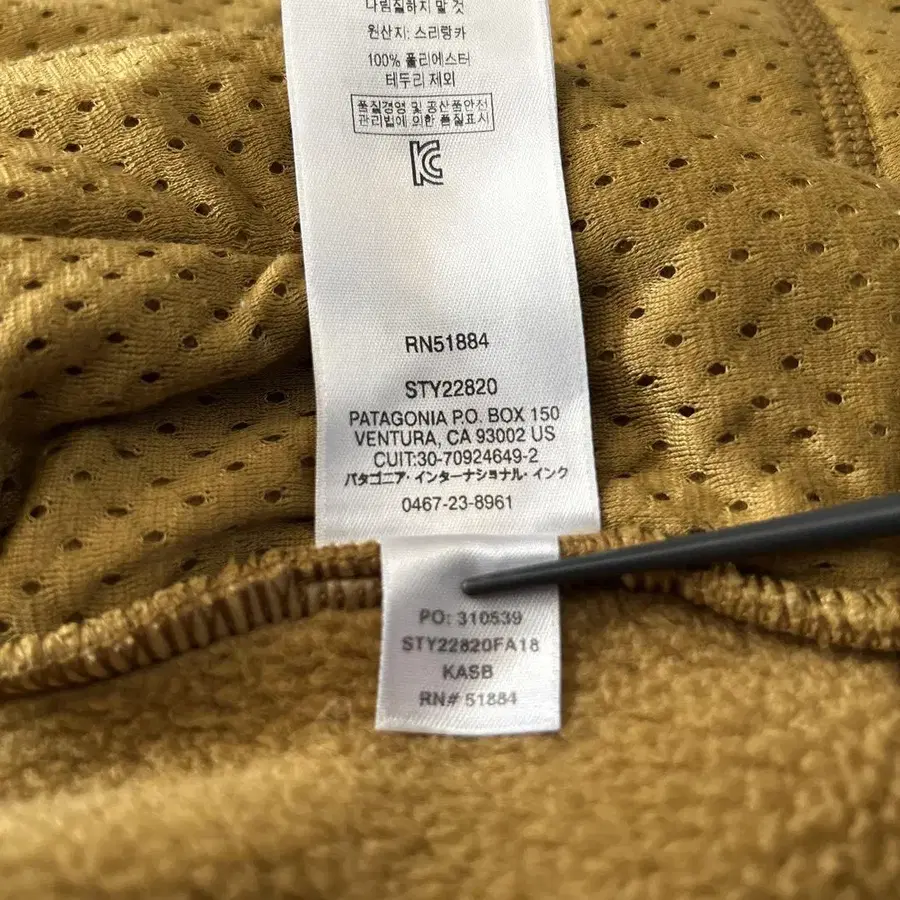 다림질하지 말 것
원산지: 스리랑카
100% 폴리에스터
테두리 제외
품질경영 및 공산품안전
관리법에 의한 품질표시
KC
RN51884
STY22820
PATAGONIA P.O. BOX 150
VENTURA, CA 93002 US
CUIT:30-70924649-2
パタゴニア・インターナショナル・インク
0467-23-8961
PO: 310539
STY22820FA18
KASB
RN# 51884